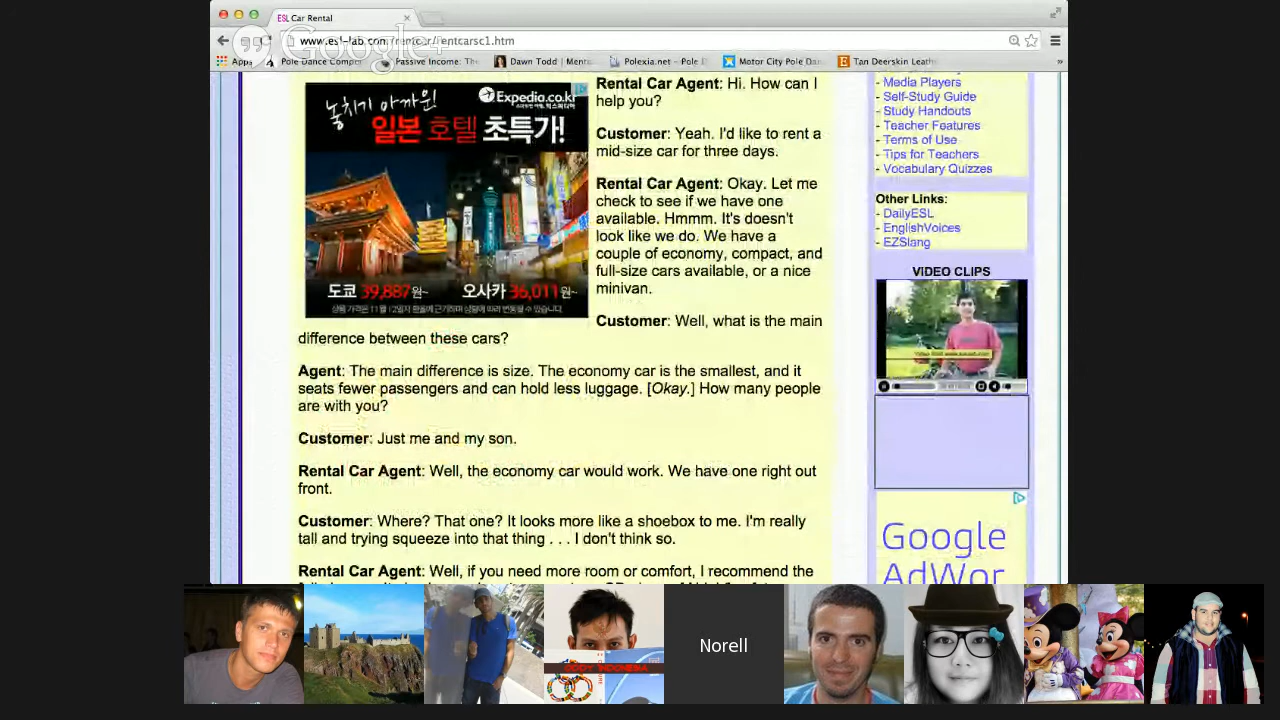 ESL Car Rental
Google+
www.esl-lab.com/rentcar/rentcarsc1.htm
Apps
Pole Dance Comp
Passive Income: The
Dawn Todd | Ment
Polexia.net - Pole D
Motor City Pole Dan
Tan Deerskin Leath
»
놓치기 아까워!
Expedia.co.kr
일본 호텔 초특가!
도쿄 39,887원~
오사카 36,011원~
Rental Car Agent: Hi. How can I
help you?
Customer: Yeah. I'd like to rent a
mid-size car for three days.
Rental Car Agent: Okay. Let me
check to see if we have one
available. Hmmm. It's doesn't
look like we do. We have a
couple of economy, compact, and
full-size cars available, or a nice
minivan.
Customer: Well, what is the main
difference between these cars?
Agent: The main difference is size. The economy car is the smallest, and it
seats fewer passengers and can hold less luggage. [Okay.] How many people
are with you?
Customer: Just me and my son.
Rental Car Agent: Well, the economy car would work. We have one right out
front.
Customer: Where? That one? It looks more like a shoebox to me. I'm really
tall and trying squeeze into that thing . . . I don't think so.
Rental Car Agent: Well, if you need more room or comfort, I recommend the
- Media Players
- Self-Study Guide
- Study Handouts
- Teacher Features
- Terms of Use
- Tips for Teachers
- Vocabulary Quizzes
Other Links:
- DailyESL
- EnglishVoices
- EZSlang
ViDEO CLIPS
Google
AdWor
ODDY INDONESIA
Norell